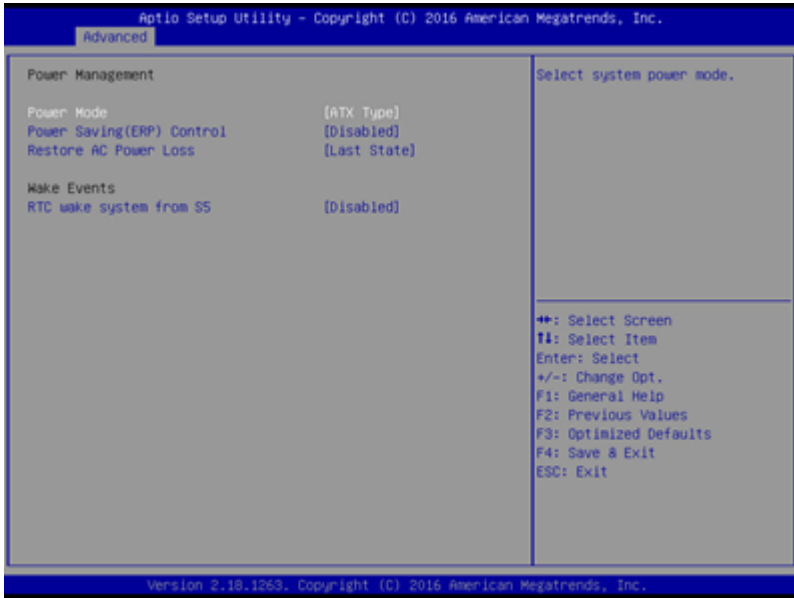 Aptio Setup Utility – Copyright (C) 2016 American Megatrends, Inc.
Advanced
Power Management
Power Mode [ATX Type]
Power Saving(ERP) Control [Disabled]
Restore AC Power Loss [Last State]
Wake Events
RTC wake system from S5 [Disabled]
Select system power mode.
→←: Select Screen
↑↓: Select Item
Enter: Select
+/-: Change Opt.
F1: General Help
F2: Previous Values
F3: Optimized Defaults
F4: Save & Exit
ESC: Exit
Version 2.18.1263. Copyright (C) 2016 American Megatrends, Inc.